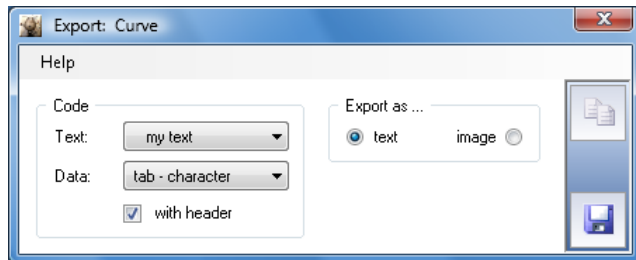 Export: Curve
Help
Code
Text: my text
Data: tab - character
with header
Export as ...
text image